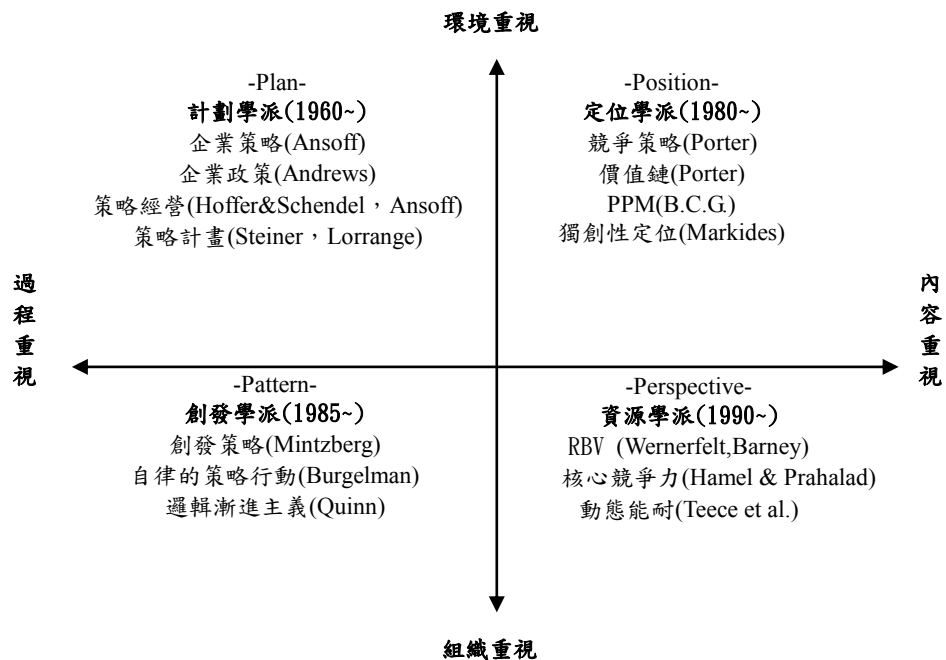 環境重視
-Plan-
計劃學派(1960~)
企業策略(Ansoff)
企業政策(Andrews)
策略經營(Hoffer&Schendel，Ansoff)
策略計畫(Steiner，Lorrange)
-Position-
定位學派(1980~)
競爭策略(Porter)
價值鏈(Porter)
PPM(B.C.G.)
獨創性定位(Markides)
過程重視
內容重視
-Pattern-
創發學派(1985~)
創發策略(Mintzberg)
自律的策略行動(Burgelman)
邏輯漸進主義(Quinn)
-Perspective-
資源學派(1990~)
RBV (Wernerfelt,Barney)
核心競爭力(Hamel & Prahalad)
動態能耐(Teece et al.)
組織重視